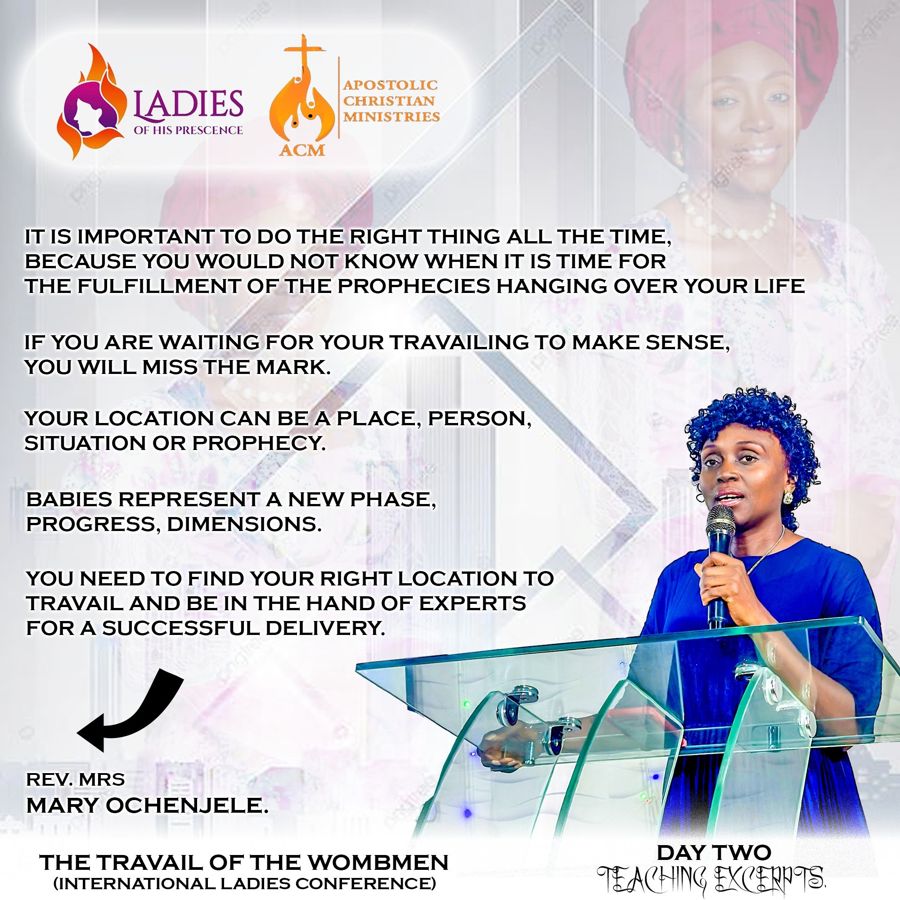 LADIES
OF HIS PRESCENCE
ACM
APOSTOLIC
CHRISTIAN
MINISTRIES
IT IS IMPORTANT TO DO THE RIGHT THING ALL THE TIME,
BECAUSE YOU WOULD NOT KNOW WHEN IT IS TIME FOR
THE FULFILLMENT OF THE PROPHECIES HANGING OVER YOUR LIFE
IF YOU ARE WAITING FOR YOUR TRAVAILING TO MAKE SENSE,
YOU WILL MISS THE MARK.
YOUR LOCATION CAN BE A PLACE, PERSON,
SITUATION OR PROPHECY.
BABIES REPRESENT A NEW PHASE,
PROGRESS, DIMENSIONS.
YOU NEED TO FIND YOUR RIGHT LOCATION TO
TRAVAIL AND BE IN THE HAND OF EXPERTS
FOR A SUCCESSFUL DELIVERY.
REV. MRS
MARY OCHENJELE.
THE TRAVAIL OF THE WOMBMEN
(INTERNATIONAL LADIES CONFERENCE)
DAY TWO
TEACHING EXCERPTS.
pngtree